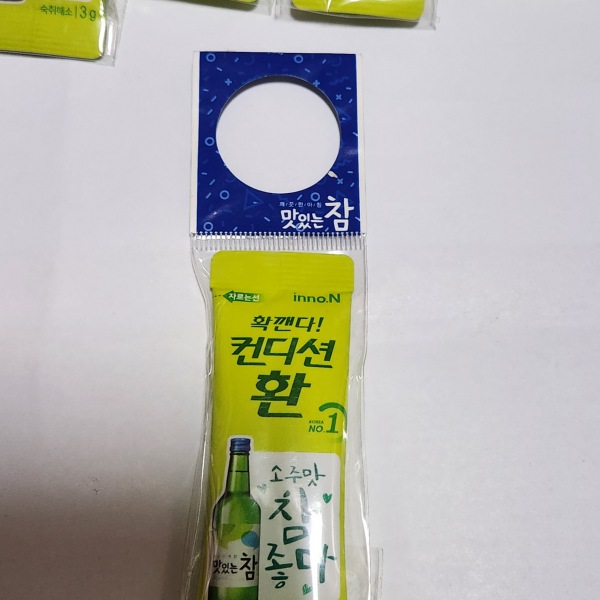 숙취해소 | 3g
깨/끗/한/아/침
맛있는 참
자르는선
inno.N
확깬다!
컨디션
환
KOREA
NO.1
소주맛
참
좋다
맛있는 참